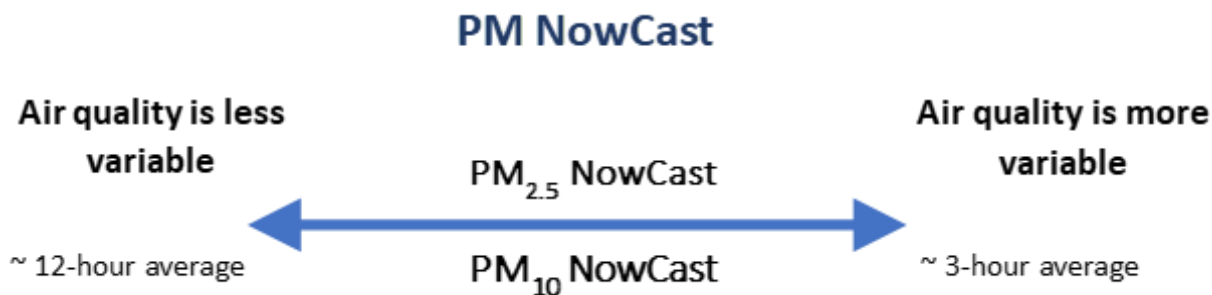 PM NowCast
Air quality is less
variable
Air quality is more
variable
PM2.5 NowCast
~ 12-hour average
PM10 NowCast
~ 3-hour average